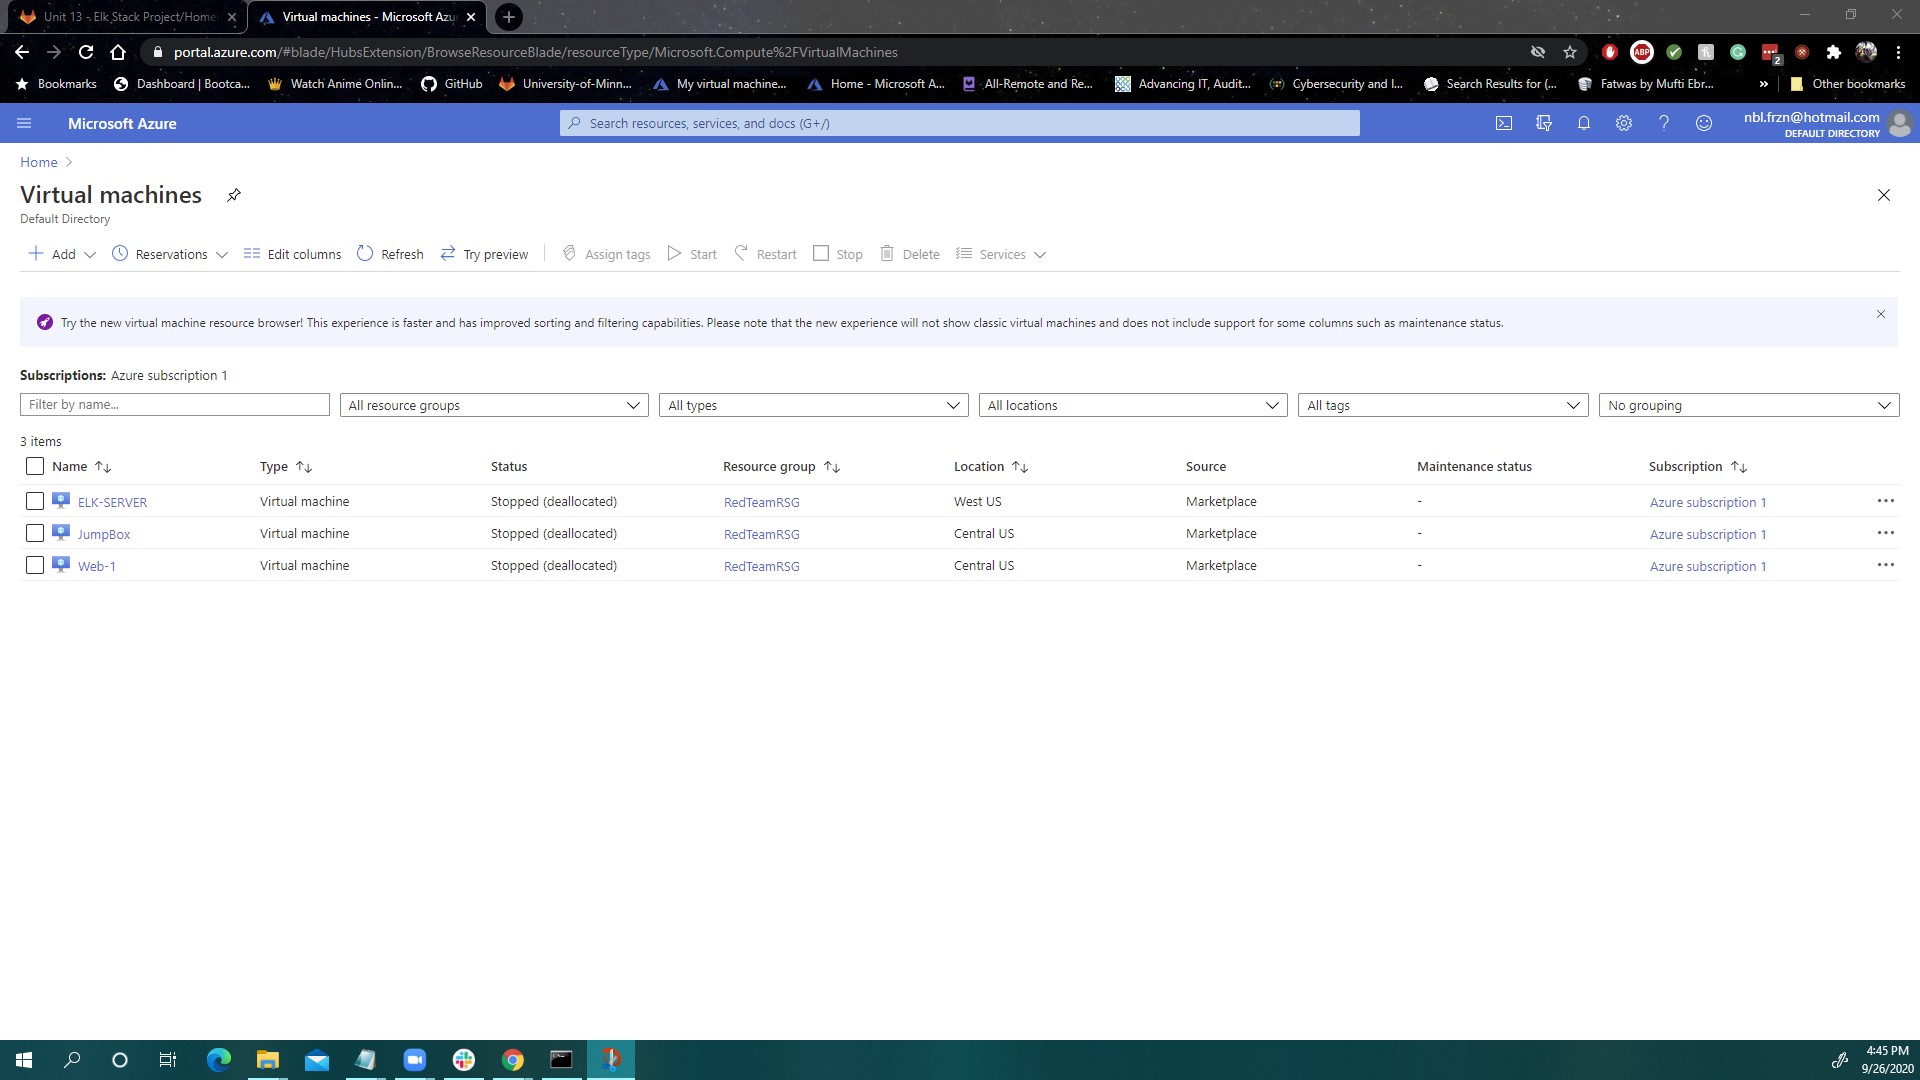 Unit 13 - Elk Stack Project/Home
Virtual machines - Microsoft Azu
portal.azure.com/#blade/HubsExtension/BrowseResourceBlade/resourceType/Microsoft.Compute%2FVirtualMachines
ABP
2
Bookmarks
Dashboard | Bootca...
Watch Anime Onlin...
GitHub
University-of-Minn...
My virtual machine...
Home - Microsoft A...
All-Remote and Re...
Advancing IT, Audit...
Cybersecurity and I...
Search Results for (...
Fatwas by Mufti Ebr...
»
Other bookmarks
Microsoft Azure
Search resources, services, and docs (G+/)
nbl.frzn@hotmail.com
DEFAULT DIRECTORY
Home >
Virtual machines
Default Directory
Add
Reservations
Edit columns
Refresh
Try preview
Assign tags
Start
Restart
Stop
Delete
Services
Try the new virtual machine resource browser! This experience is faster and has improved sorting and filtering capabilities. Please note that the new experience will not show classic virtual machines and does not include support for some columns such as maintenance status.
Subscriptions: Azure subscription 1
Filter by name...
All resource groups
All types
All locations
All tags
No grouping
3 items
Name Type Status Resource group Location Source Maintenance status Subscription
ELK-SERVER Virtual machine Stopped (deallocated) RedTeamRSG West US Marketplace - Azure subscription 1 ...
JumpBox Virtual machine Stopped (deallocated) RedTeamRSG Central US Marketplace - Azure subscription 1 ...
Web-1 Virtual machine Stopped (deallocated) RedTeamRSG Central US Marketplace - Azure subscription 1 ...
4:45 PM
9/26/2020